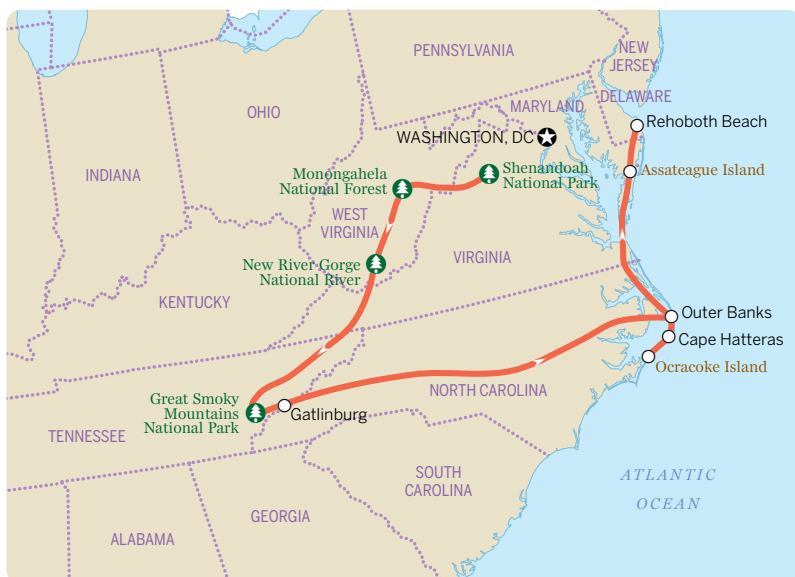 PENNSYLVANIA
NEW
JERSEY
OHIO
MARYLAND
DELAWARE
Rehoboth Beach
WASHINGTON, DC
INDIANA
Monongahela
National Forest
Shenandoah
National Park
Assateague Island
WEST
VIRGINIA
New River Gorge
National River
VIRGINIA
KENTUCKY
Outer Banks
Cape Hatteras
Ocracoke Island
Great Smoky
Mountains
National Park
Gatlinburg
NORTH CAROLINA
TENNESSEE
SOUTH
CAROLINA
ATLANTIC
OCEAN
GEORGIA
ALABAMA